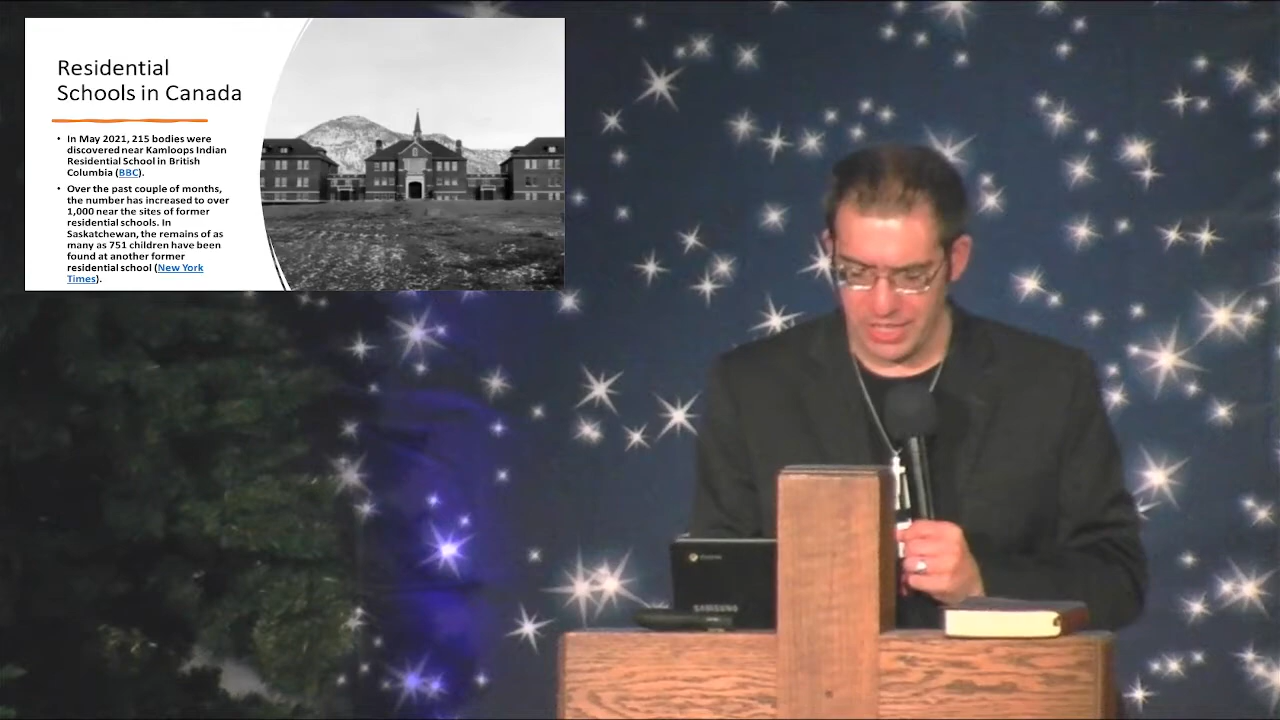 Residential
Schools in Canada
• In May 2021, 215 bodies were
discovered near Kamloops Indian
Residential School in British
Columbia (BBC).
• Over the past couple of months,
the number has increased to over
1,000 near the sites of former
residential schools. In
Saskatchewan, the remains of as
many as 751 children have been
found at another former
residential school (New York
Times).
SAMSUNG